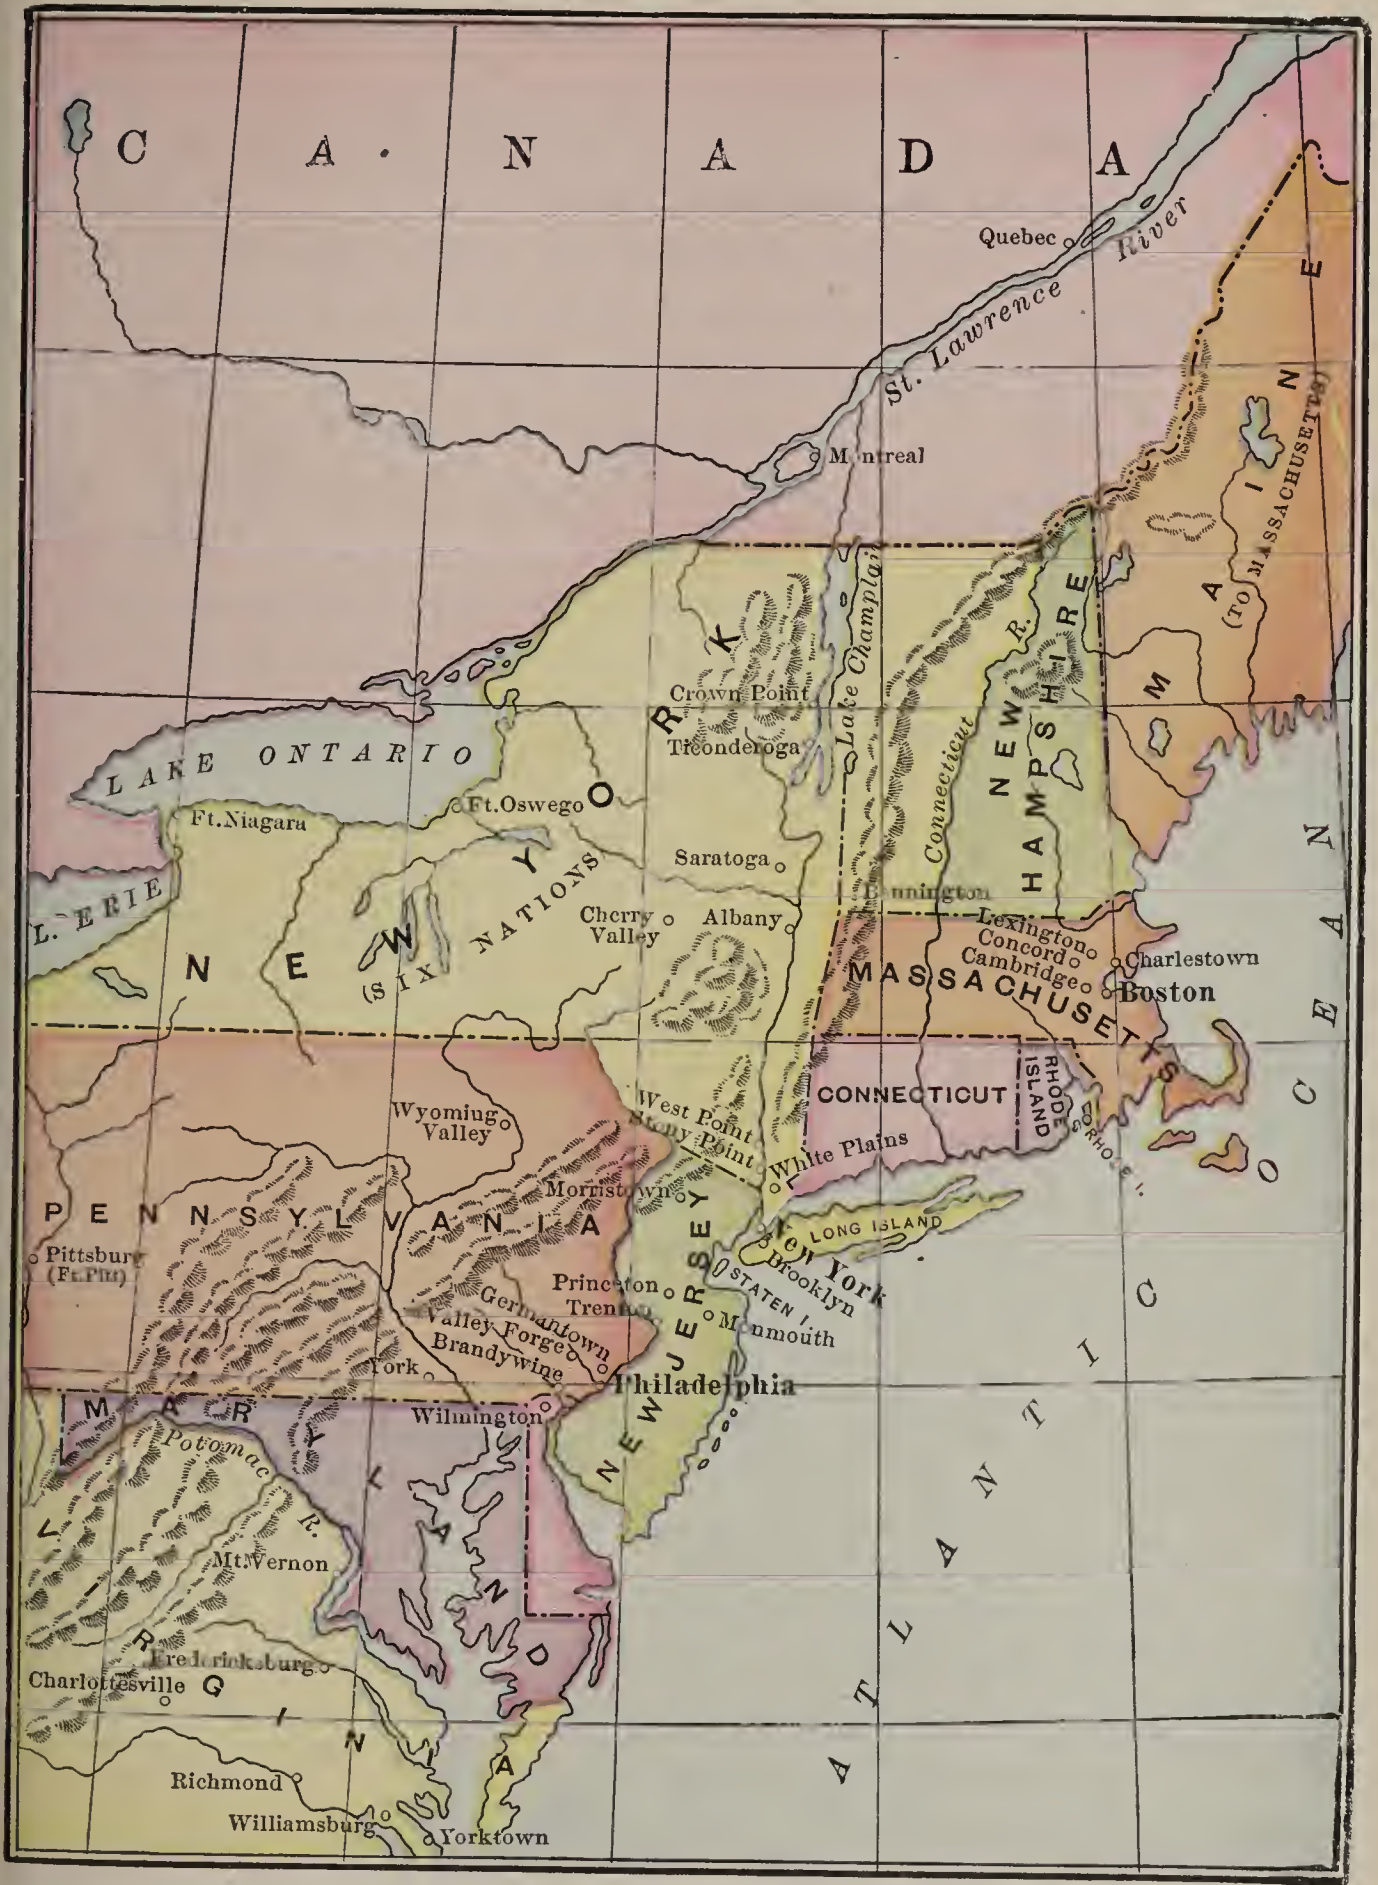 CANADA
Quebec
St. Lawrence River
Montreal
MAINE
(TO MASSACHUSETTS)
NEW HAMPSHIRE
Connecticut R.
Lake Champlain
Crown Point
Ticonderoga
LAKE ONTARIO
Ft. Oswego
Ft. Niagara
L. ERIE
NEW YORK
(SIX NATIONS
Saratoga
Cherry
Valley
Albany
Bennington
Lexington
Concord
Cambridge
Charlestown
Boston
MASSACHUSETTS
CONNECTICUT
RHODE
ISLAND
RHODE I.
West Point
Stony Point
White Plains
Wyoming
Valley
Morristown
PENNSYLVANIA
Pittsburg
(Ft. Pitt)
LONG ISLAND
New York
Brooklyn
STATEN I.
Princeton
Trenton
Monmouth
NEW JERSEY
Germantown
Valley Forge
Brandywine
York
Philadelphia
Wilmington
MARYLAND
Potomac R.
Mt. Vernon
VIRGINIA
Fredericksburg
Charlottesville
Richmond
Williamsburg
Yorktown
ATLANTIC OCEAN